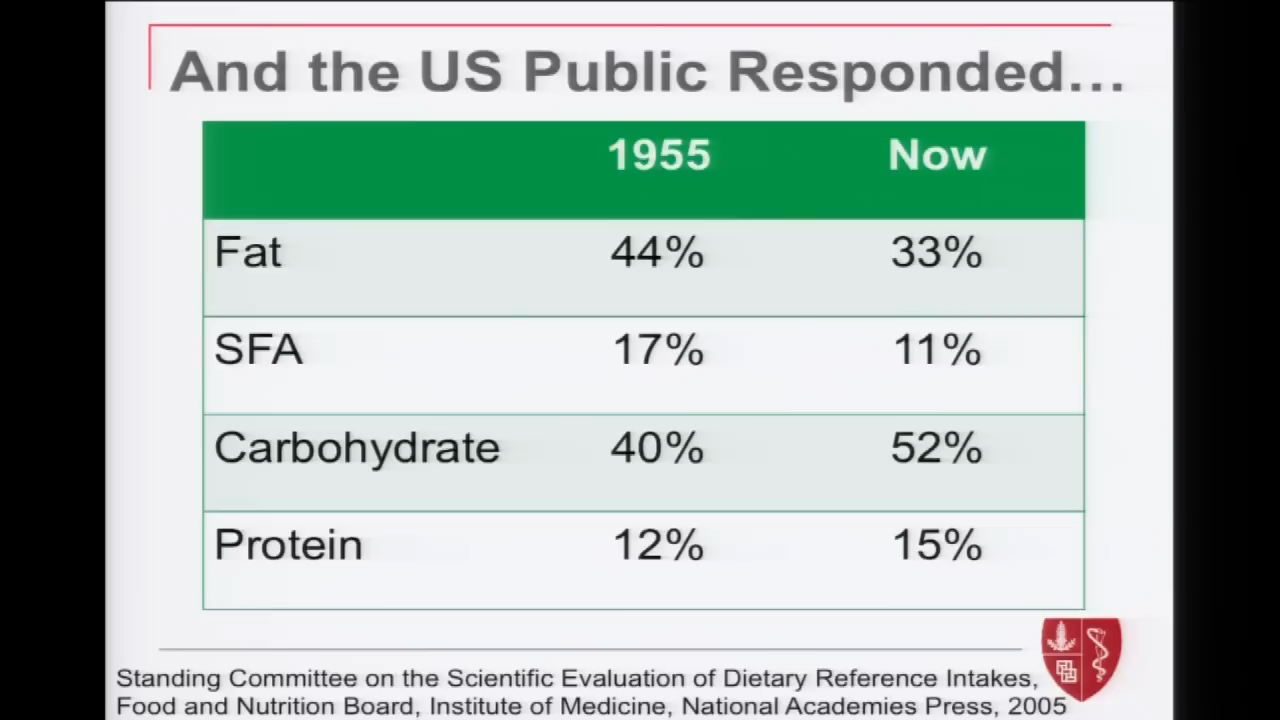 And the US Public Responded…
1955 Now
Fat 44% 33%
SFA 17% 11%
Carbohydrate 40% 52%
Protein 12% 15%
Standing Committee on the Scientific Evaluation of Dietary Reference Intakes,
Food and Nutrition Board, Institute of Medicine, National Academies Press, 2005